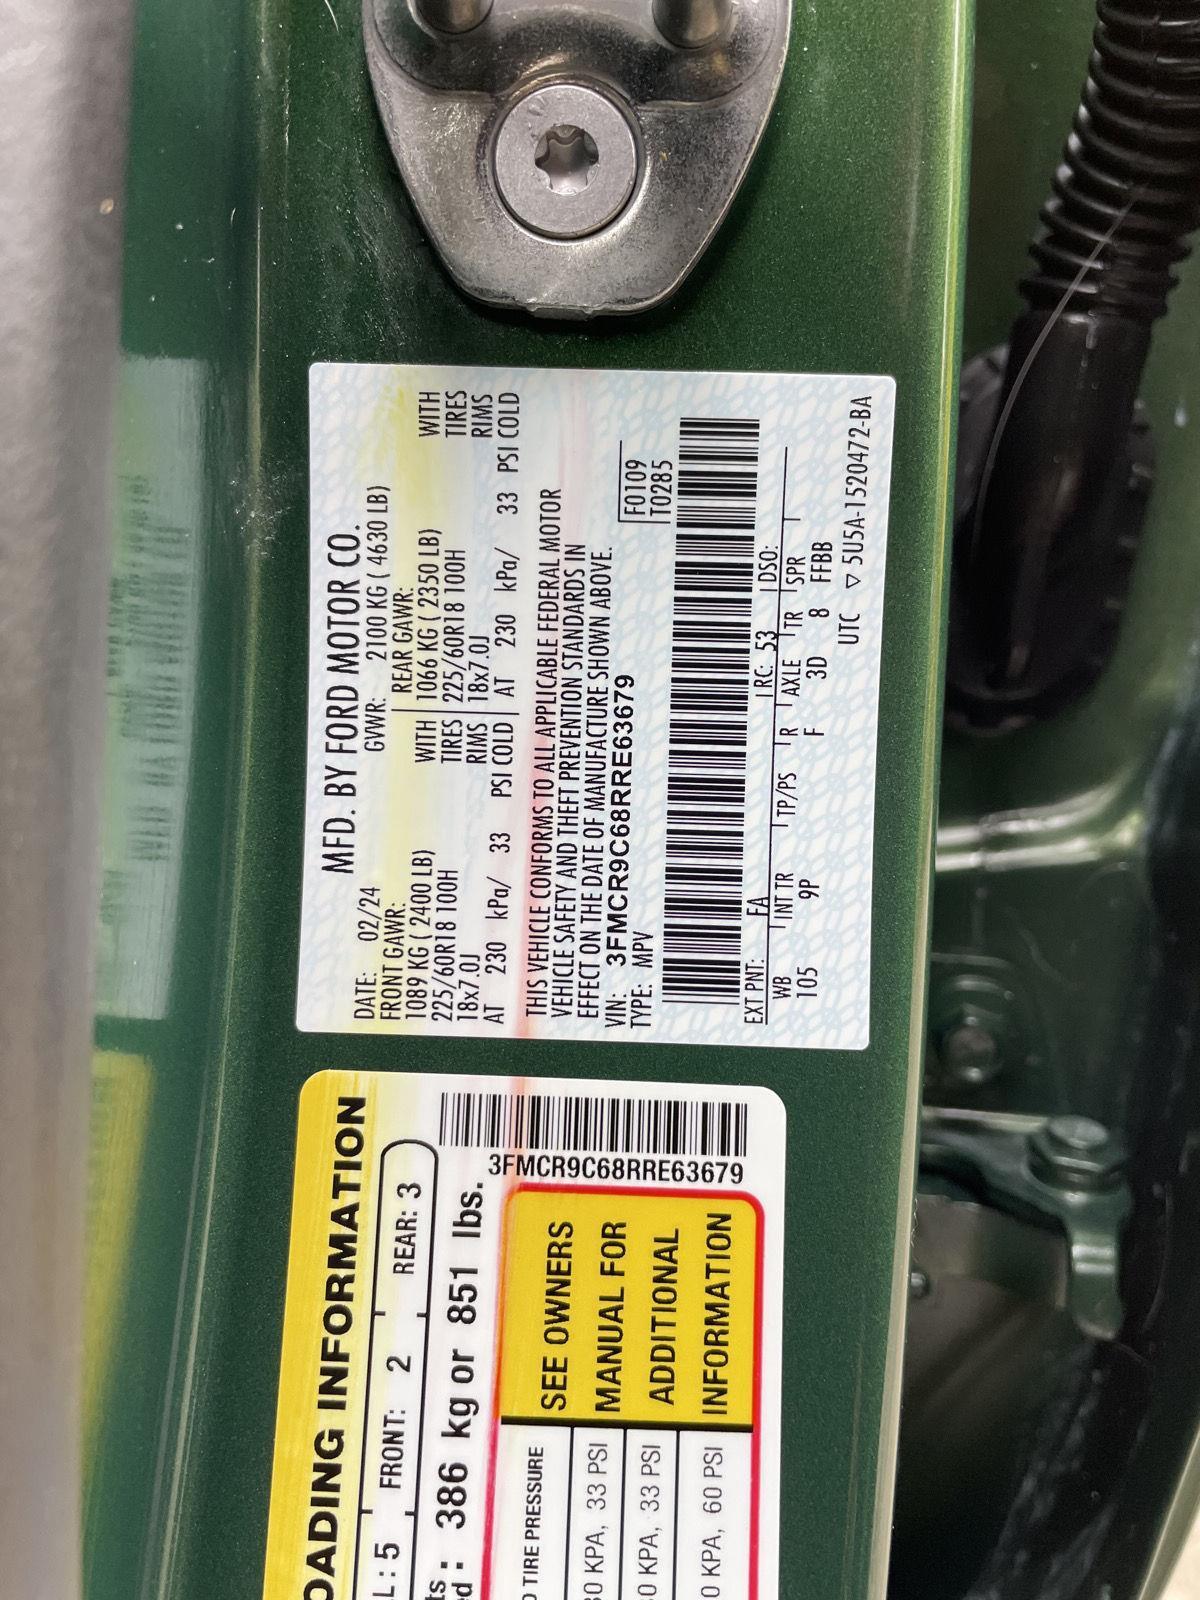 MFD. BY FORD MOTOR CO.
DATE: 02/24 GVWR: 2100 KG ( 4630 LB)
FRONT GAWR: REAR GAWR:
1089 KG ( 2400 LB) WITH 1066 KG ( 2350 LB) WITH
225/60R18 100H TIRES 225/60R18 100H TIRES
18x7.0J RIMS 18x7.0J RIMS
AT 230 kPa/ 33 PSI COLD AT 230 kPa/ 33 PSI COLD
THIS VEHICLE CONFORMS TO ALL APPLICABLE FEDERAL MOTOR
VEHICLE SAFETY AND THEFT PREVENTION STANDARDS IN
EFFECT ON THE DATE OF MANUFACTURE SHOWN ABOVE.
VIN: 3FMCR9C68RRE63679 F0109
TYPE: MPV T0285
EXT PNT: FA RC: 53 DSO:
WB INT TR TP/PS R AXLE TR SPR
105 9P F 3D 8 FFBB
UTC ▽ 5U5A-1520472-BA
OADING INFORMATION
L: 5 FRONT: 2 REAR: 3
ts :
ed : 386 kg or 851 lbs.
3FMCR9C68RRE63679
TIRE PRESSURE
0 KPA, 33 PSI
0 KPA, 33 PSI
0 KPA, 60 PSI
SEE OWNERS
MANUAL FOR
ADDITIONAL
INFORMATION